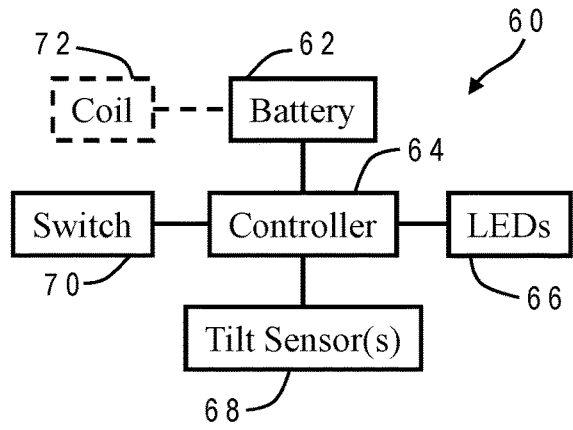 72
62
60
Coil
Battery
64
Switch
Controller
LEDs
70
66
Tilt Sensor(s)
68